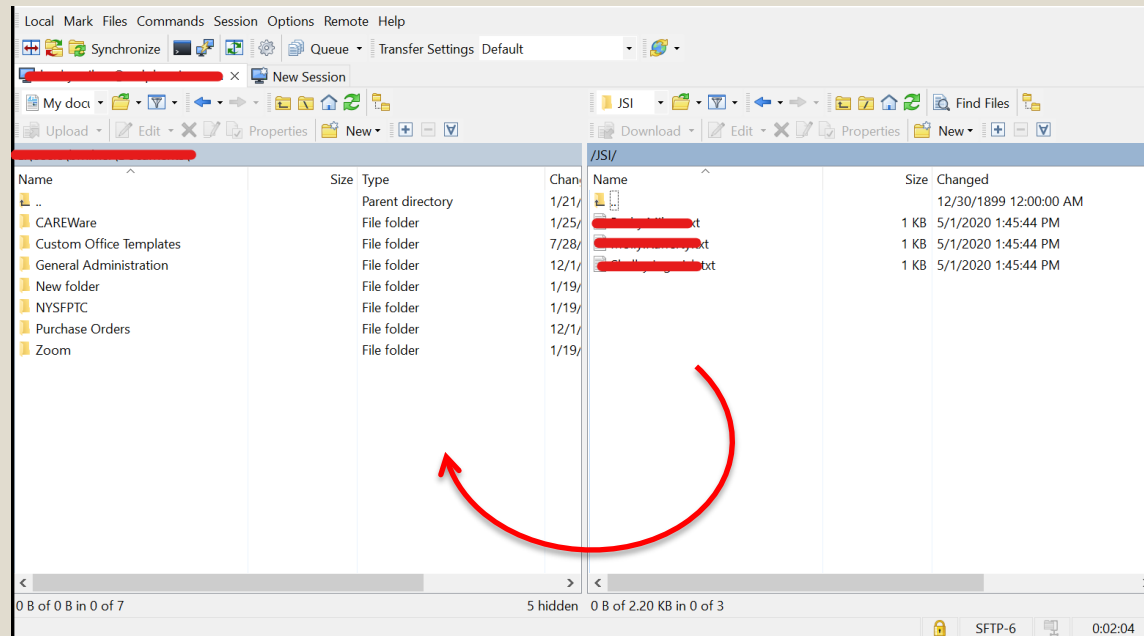 Local Mark Files Commands Session Options Remote Help
Synchronize Queue Transfer Settings Default
New Session
My docu
Upload Edit Properties New
Name Size Type Chan
.. Parent directory 1/21/
CAREWare File folder 1/25/
Custom Office Templates File folder 7/28/
General Administration File folder 12/1/
New folder File folder 1/19/
NYSFPTC File folder 1/19/
Purchase Orders File folder 12/1/
Zoom File folder 1/19/
0 B of 0 B in 0 of 7 5 hidden
JSI Find Files
Download Edit Properties New
/JSI/
Name Size Changed
.. 12/30/1899 12:00:00 AM
xt 1 KB 5/1/2020 1:45:44 PM
.txt 1 KB 5/1/2020 1:45:44 PM
.txt 1 KB 5/1/2020 1:45:44 PM
0 B of 2.20 KB in 0 of 3
SFTP-6 0:02:04